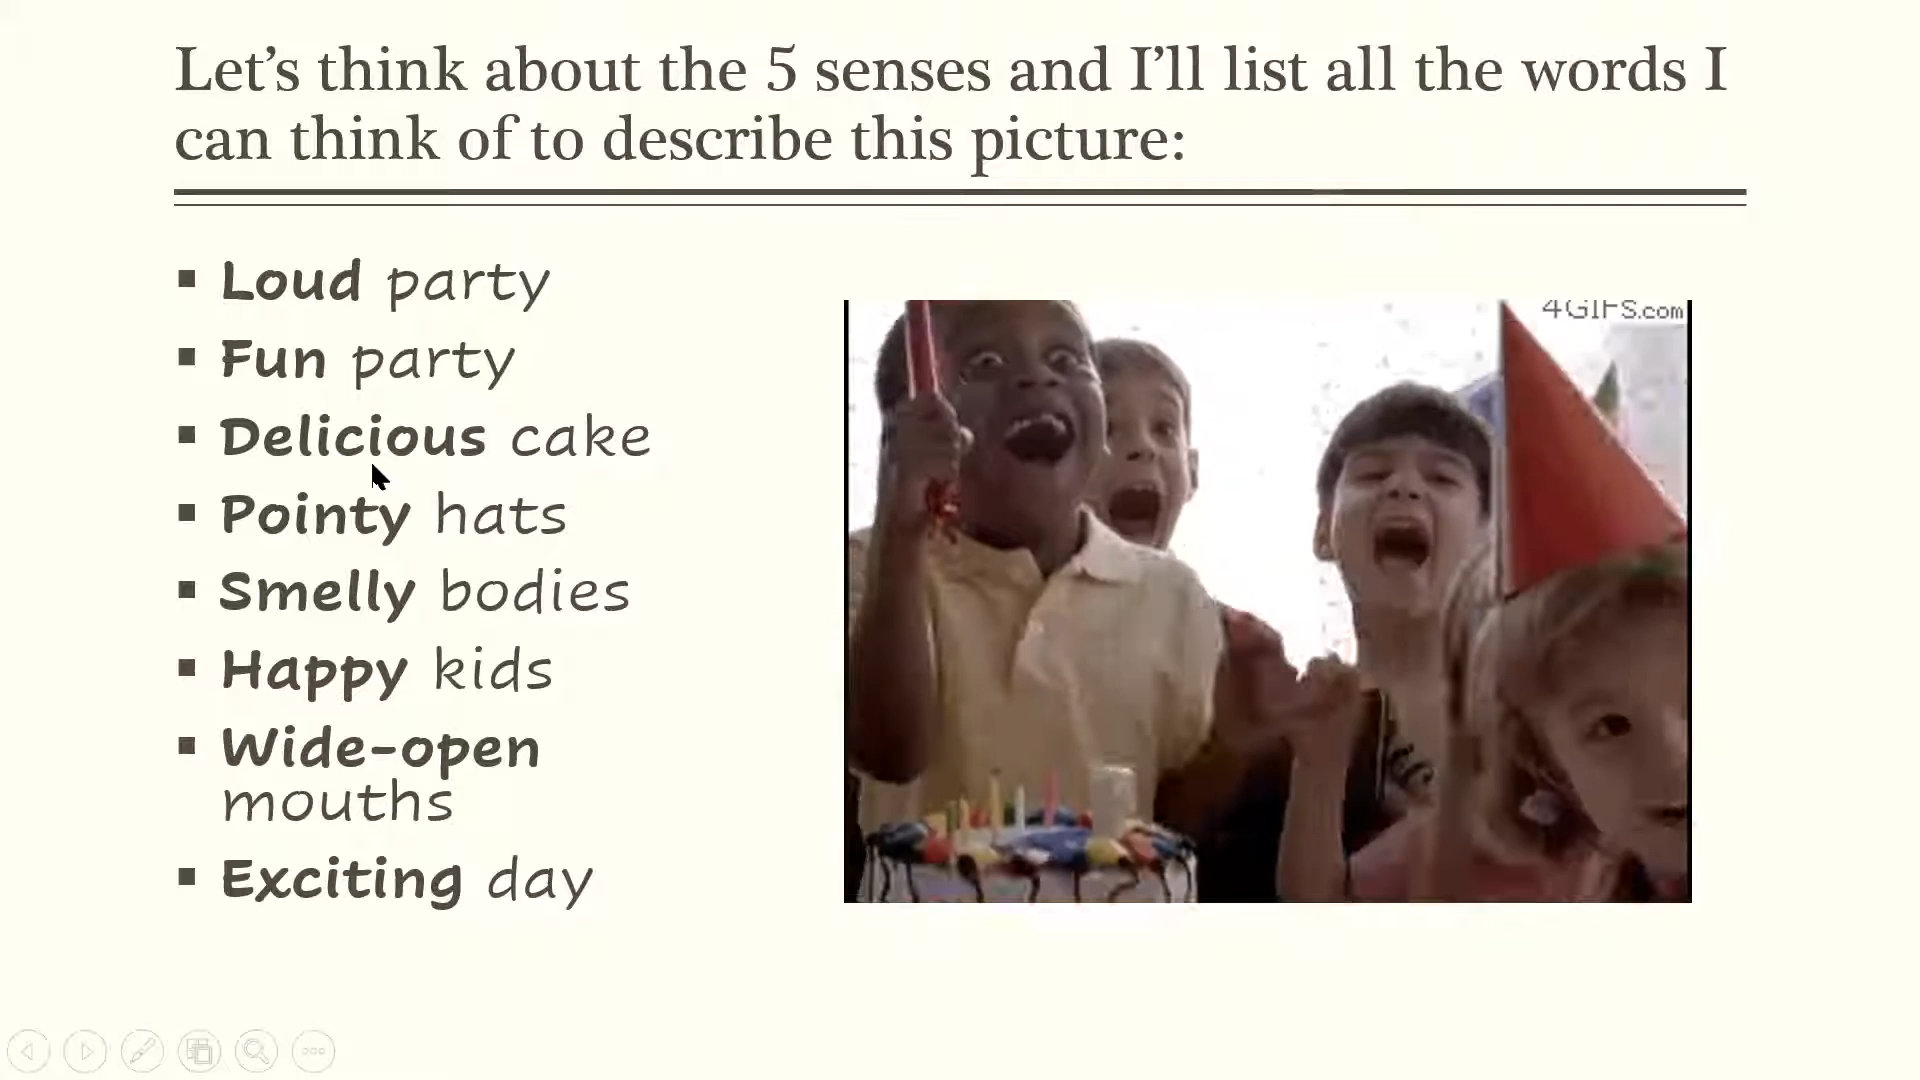 Let’s think about the 5 senses and I’ll list all the words I
can think of to describe this picture:
▪ Loud party
▪ Fun party
▪ Delicious cake
▪ Pointy hats
▪ Smelly bodies
▪ Happy kids
▪ Wide-open
mouths
▪ Exciting day
4GIFS.com